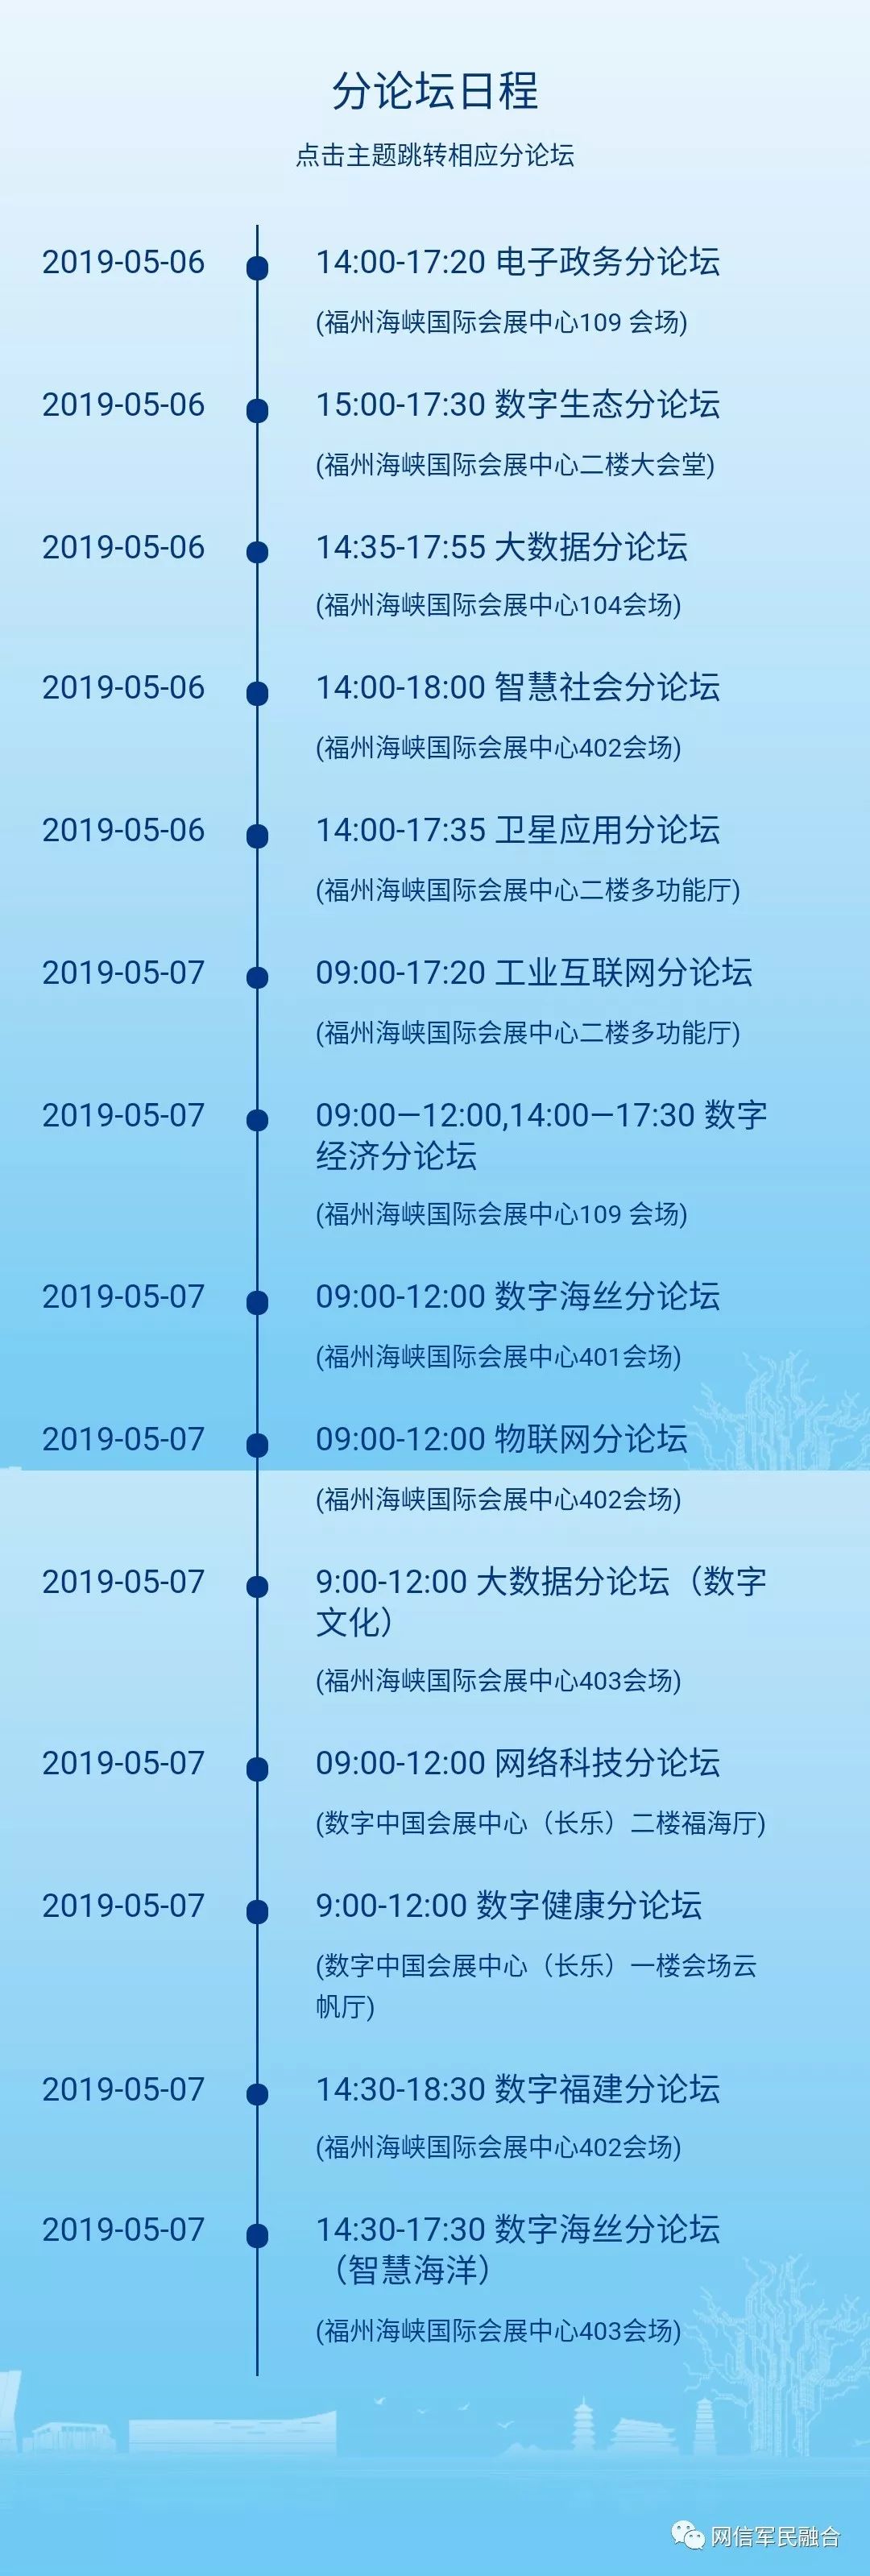 分论坛日程
点击主题跳转相应分论坛
2019-05-06
14:00-17:20 电子政务分论坛
(福州海峡国际会展中心109 会场)
2019-05-06
15:00-17:30 数字生态分论坛
(福州海峡国际会展中心二楼大会堂)
2019-05-06
14:35-17:55 大数据分论坛
(福州海峡国际会展中心104会场)
2019-05-06
14:00-18:00 智慧社会分论坛
(福州海峡国际会展中心402会场)
2019-05-06
14:00-17:35 卫星应用分论坛
(福州海峡国际会展中心二楼多功能厅)
2019-05-07
09:00-17:20 工业互联网分论坛
(福州海峡国际会展中心二楼多功能厅)
2019-05-07
09:00—12:00,14:00—17:30 数字
经济分论坛
(福州海峡国际会展中心109 会场)
2019-05-07
09:00-12:00 数字海丝分论坛
(福州海峡国际会展中心401会场)
2019-05-07
09:00-12:00 物联网分论坛
(福州海峡国际会展中心402会场)
2019-05-07
9:00-12:00 大数据分论坛（数字
文化）
(福州海峡国际会展中心403会场)
2019-05-07
09:00-12:00 网络科技分论坛
(数字中国会展中心（长乐）二楼福海厅)
2019-05-07
9:00-12:00 数字健康分论坛
(数字中国会展中心（长乐）一楼会场云
帆厅)
2019-05-07
14:30-18:30 数字福建分论坛
(福州海峡国际会展中心402会场)
2019-05-07
14:30-17:30 数字海丝分论坛
（智慧海洋）
(福州海峡国际会展中心403会场)
网信军民融合